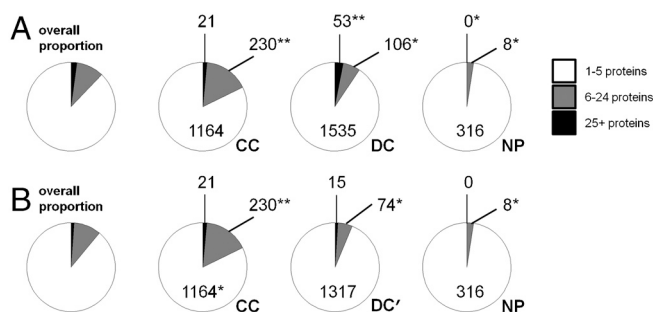 A
overall
proportion
21
230**
1164
CC
53**
106*
1535
DC
0*
8*
316
NP
1-5 proteins
6-24 proteins
25+ proteins
B
overall
proportion
21
230**
1164*
CC
15
74*
1317
DC′
0
8*
316
NP